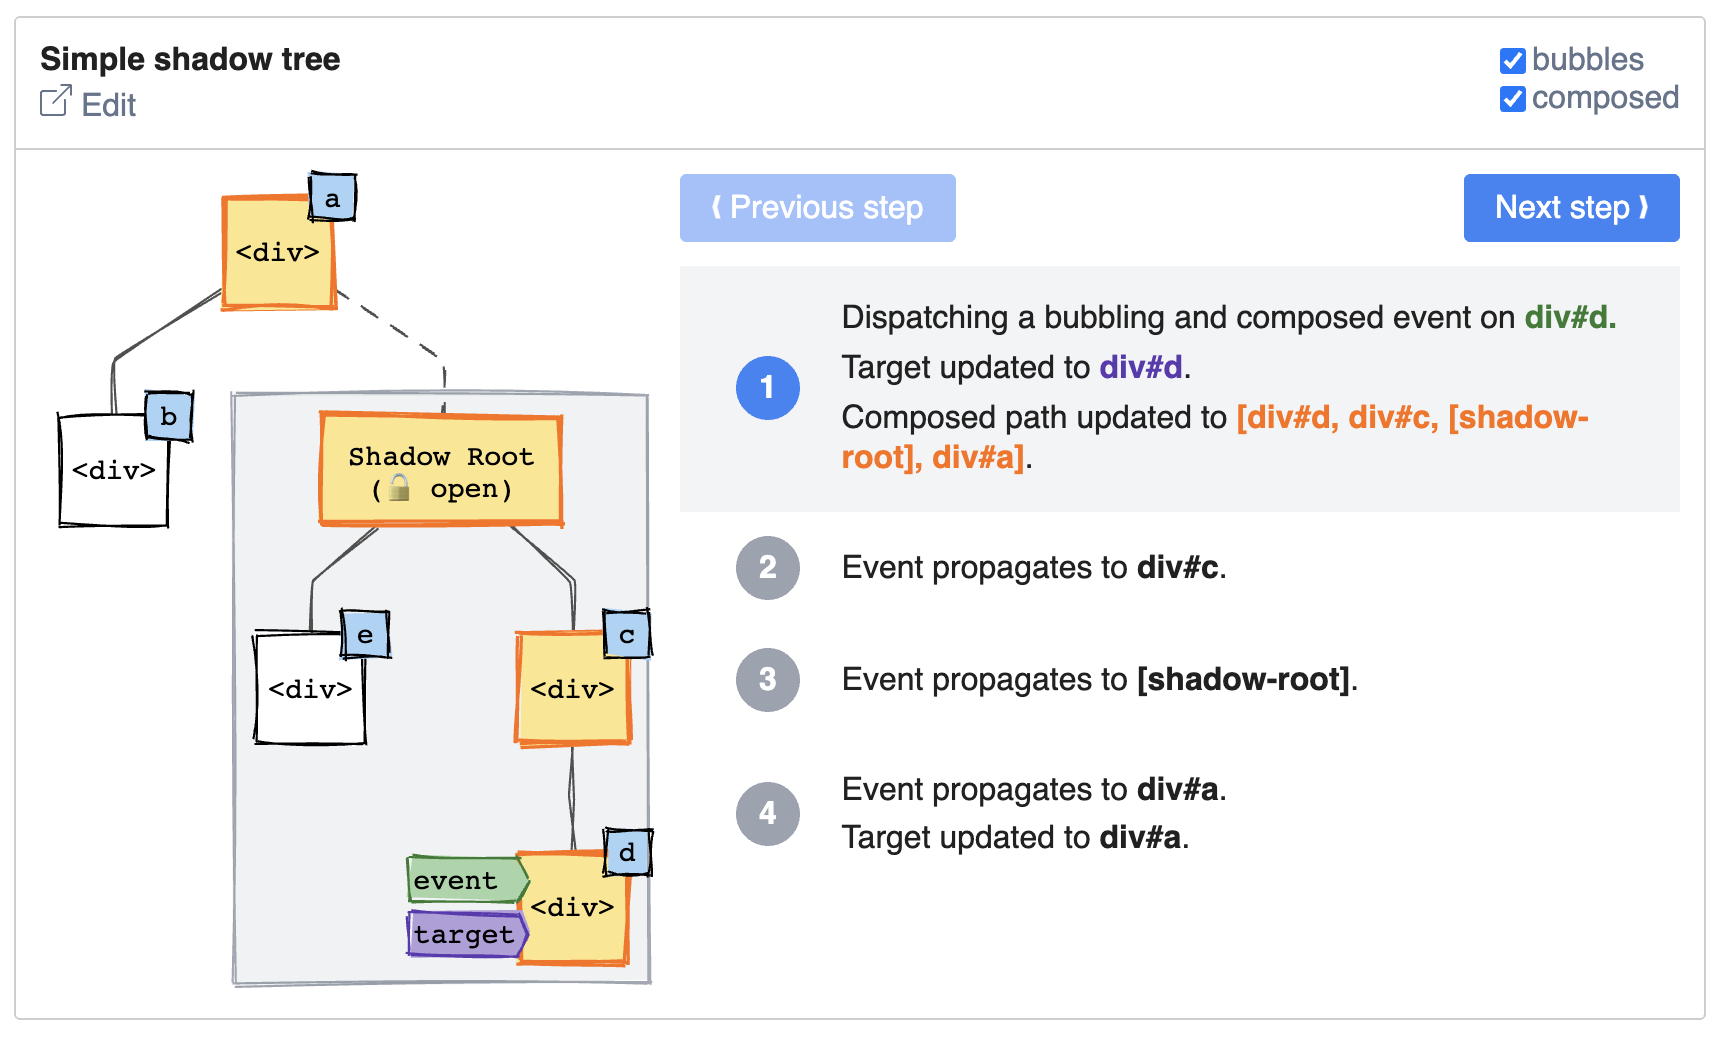 Simple shadow tree
Edit
bubbles
composed
a
<div>
b
<div>
Shadow Root
(🔓 open)
e
<div>
c
<div>
d
<div>
event
target
⟨ Previous step
Next step ⟩
1
Dispatching a bubbling and composed event on div#d.
Target updated to div#d.
Composed path updated to [div#d, div#c, [shadow-
root], div#a].
2
Event propagates to div#c.
3
Event propagates to [shadow-root].
4
Event propagates to div#a.
Target updated to div#a.